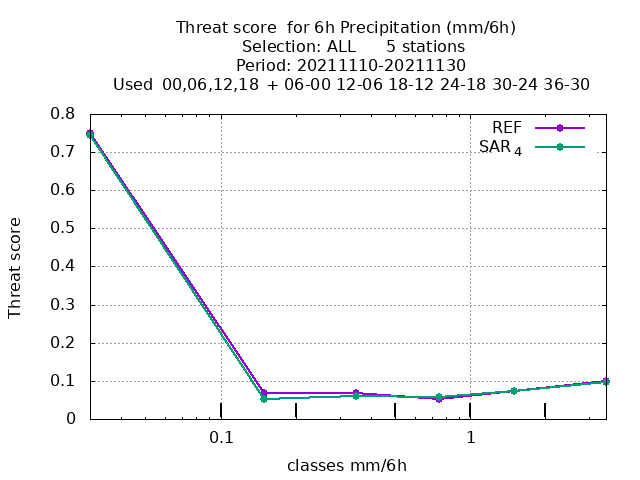 Threat score  for 6h Precipitation (mm/6h)
Selection: ALL      5 stations
Period: 20211110-20211130
Used  00,06,12,18  + 06-00 12-06 18-12 24-18 30-24 36-30
REF
SAR 4
0.8
0.7
0.6
0.5
0.4
0.3
0.2
0.1
0
Threat score
0.1
1
classes mm/6h